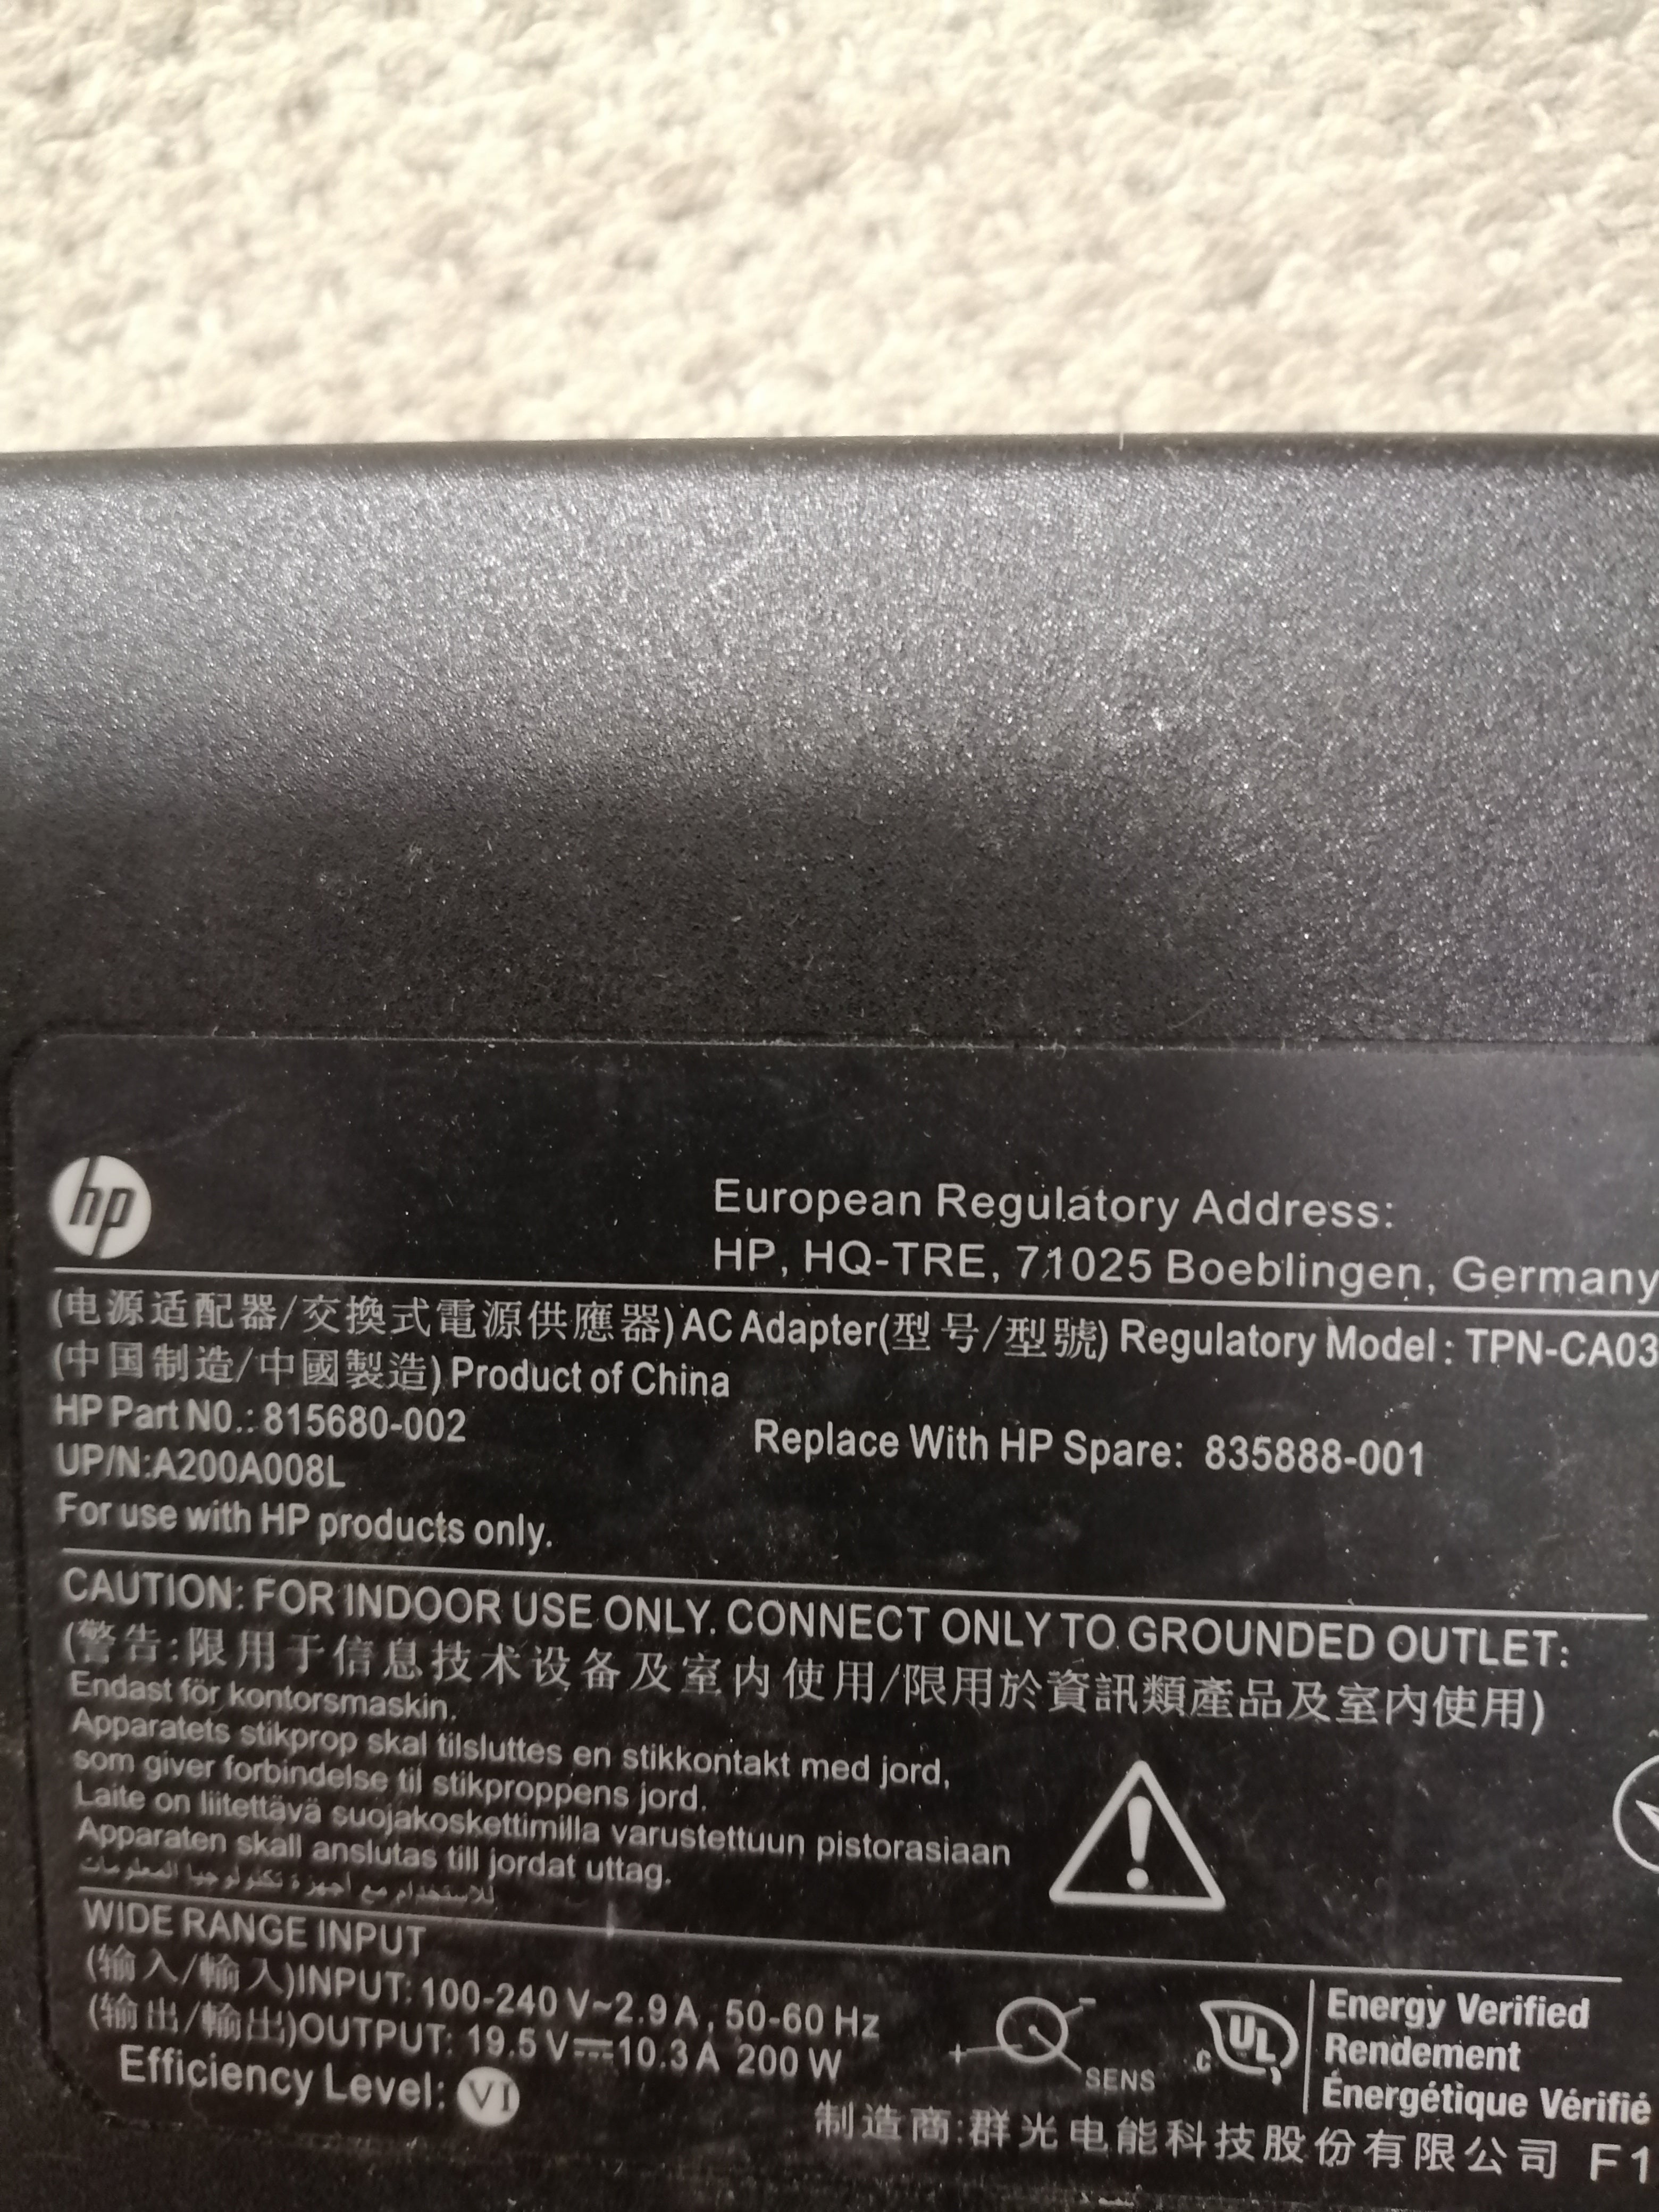 hp
European Regulatory Address:
HP, HQ-TRE, 71025 Boeblingen, Germany
(电源适配器/交換式電源供應器)AC Adapter(型号/型號) Regulatory Model: TPN-CA03
(中国制造/中國製造) Product of China
HP Part N0.: 815680-002
Replace With HP Spare: 835888-001
UP/N:A200A008L
For use with HP products only.
CAUTION: FOR INDOOR USE ONLY. CONNECT ONLY TO GROUNDED OUTLET:
(警告:限用于信息技术设备及室内使用/限用於資訊類產品及室內使用)
Endast för kontorsmaskin.
Apparatets stikprop skal tilsluttes en stikkontakt med jord,
som giver forbindelse til stikproppens jord.
Laite on liitettävä suojakoskettimilla varustettuun pistorasiaan
Apparaten skall anslutas till jordat uttag.
للاستخدام مع أجهزة تكنولوجيا المعلومات
WIDE RANGE INPUT
(输入/輸入)INPUT: 100-240 V~2.9 A , 50-60 Hz
(输出/輸出)OUTPUT: 19.5 V⎓10.3 A 200 W
Efficiency Level: VI
+ - SENS
c UL
Energy Verified
Rendement
Énergétique Vérifié
制造商:群光电能科技股份有限公司 F1